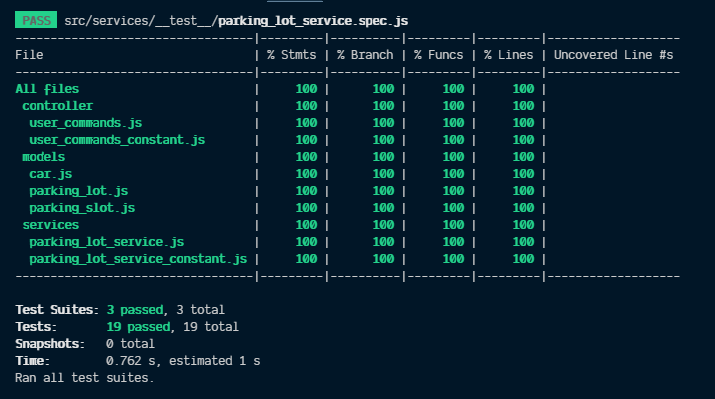 PASS src/services/__test__/parking_lot_service.spec.js
----------------------------------|---------|----------|---------|---------|-------------------
File                              | % Stmts | % Branch | % Funcs | % Lines | Uncovered Line #s
----------------------------------|---------|----------|---------|---------|-------------------
All files                         |     100 |      100 |     100 |     100 |
 controller                       |     100 |      100 |     100 |     100 |
  user_commands.js                |     100 |      100 |     100 |     100 |
  user_commands_constant.js       |     100 |      100 |     100 |     100 |
 models                           |     100 |      100 |     100 |     100 |
  car.js                          |     100 |      100 |     100 |     100 |
  parking_lot.js                  |     100 |      100 |     100 |     100 |
  parking_slot.js                 |     100 |      100 |     100 |     100 |
 services                         |     100 |      100 |     100 |     100 |
  parking_lot_service.js          |     100 |      100 |     100 |     100 |
  parking_lot_service_constant.js |     100 |      100 |     100 |     100 |
----------------------------------|---------|----------|---------|---------|-------------------
Test Suites: 3 passed, 3 total
Tests:       19 passed, 19 total
Snapshots:   0 total
Time:        0.762 s, estimated 1 s
Ran all test suites.